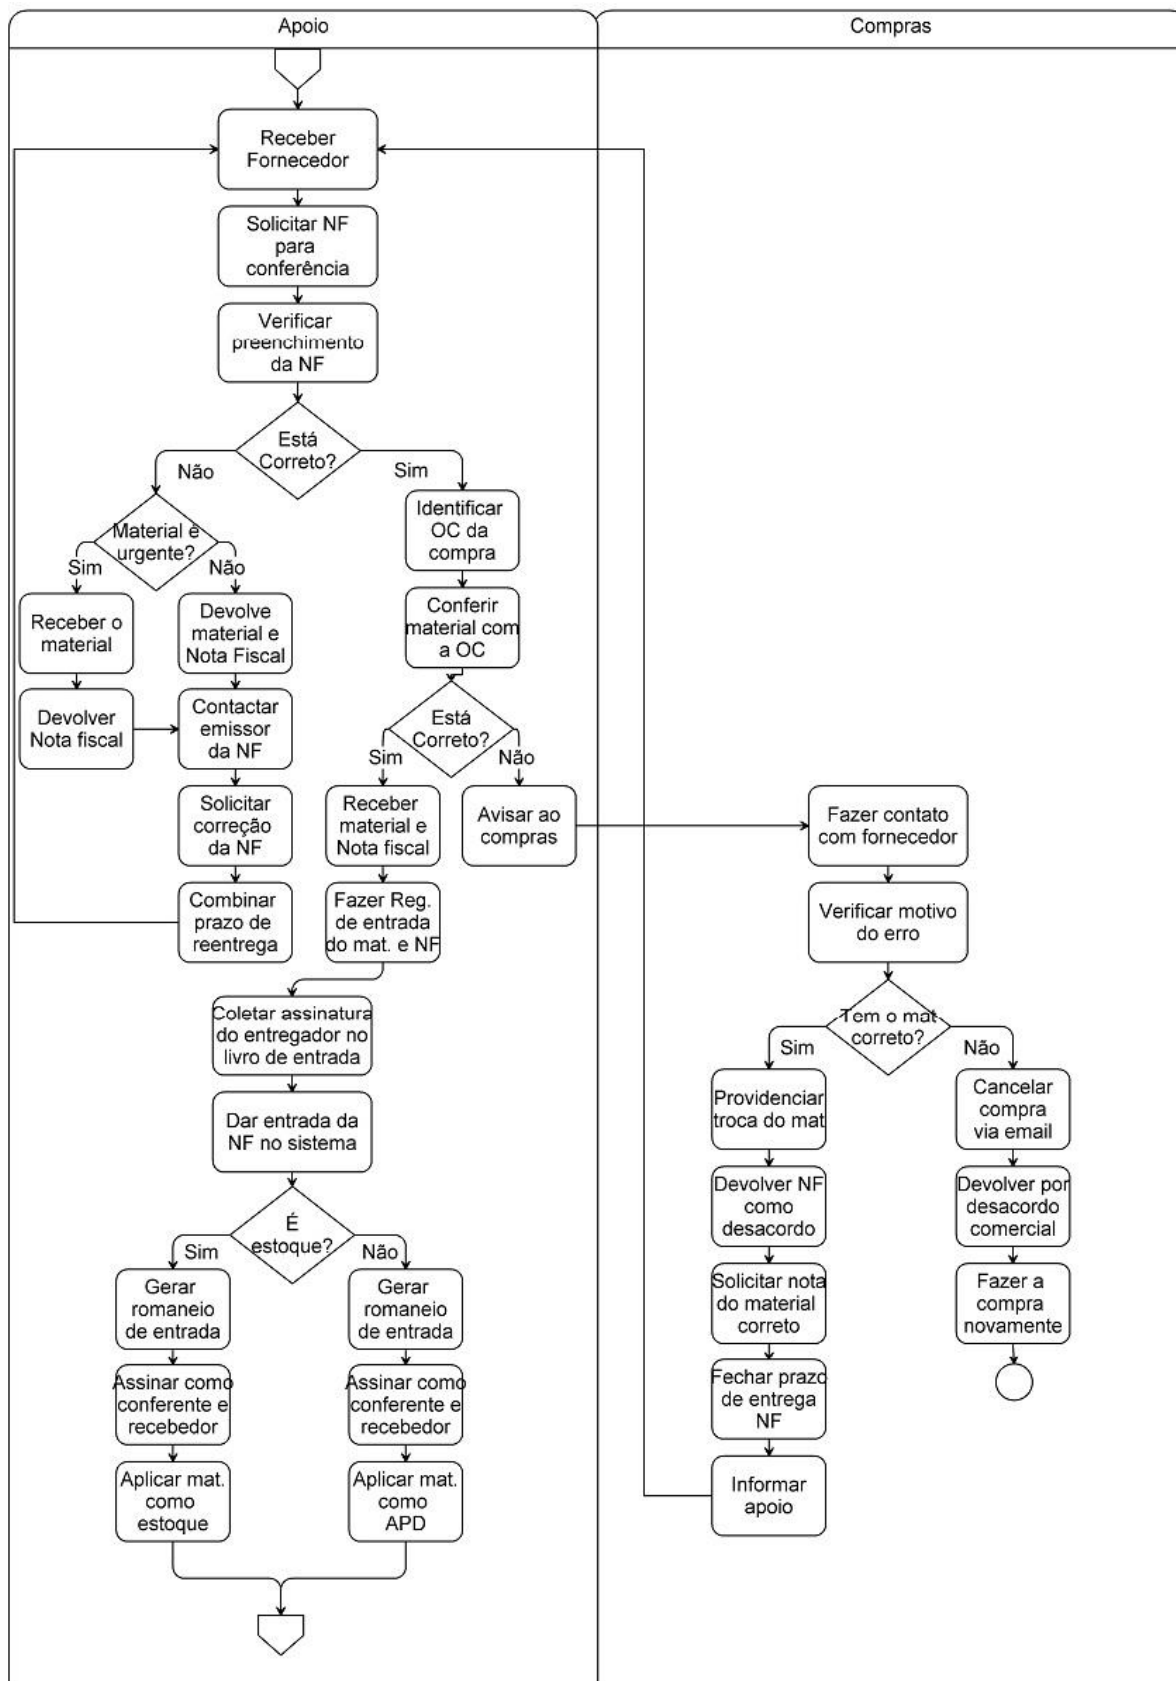 Apoio
Compras
Receber
Fornecedor
Solicitar NF
para
conferência
Verificar
preenchimento
da NF
Está
Correto?
Não
Sim
Material é
urgente?
Sim
Não
Identificar
OC da
compra
Receber o
material
Devolve
material e
Nota Fiscal
Conferir
material com
a OC
Devolver
Nota fiscal
Contactar
emissor
da NF
Está
Correto?
Sim
Não
Solicitar
correção
da NF
Receber
material e
Nota fiscal
Avisar ao
compras
Fazer contato
com fornecedor
Combinar
prazo de
reentrega
Fazer Reg.
de entrada
do mat. e NF
Verificar motivo
do erro
Coletar assinatura
do entregador no
livro de entrada
Tem o mat
correto?
Sim
Não
Dar entrada da
NF no sistema
Providenciar
troca do mat
Cancelar
compra
via email
É
estoque?
Sim
Não
Devolver NF
como
desacordo
Devolver por
desacordo
comercial
Gerar
romaneio
de entrada
Gerar
romaneio
de entrada
Solicitar nota
do material
correto
Fazer a
compra
novamente
Assinar como
conferente e
recebedor
Assinar como
conferente e
recebedor
Fechar prazo
de entrega
NF
Aplicar mat.
como
estoque
Aplicar mat.
como
APD
Informar
apoio